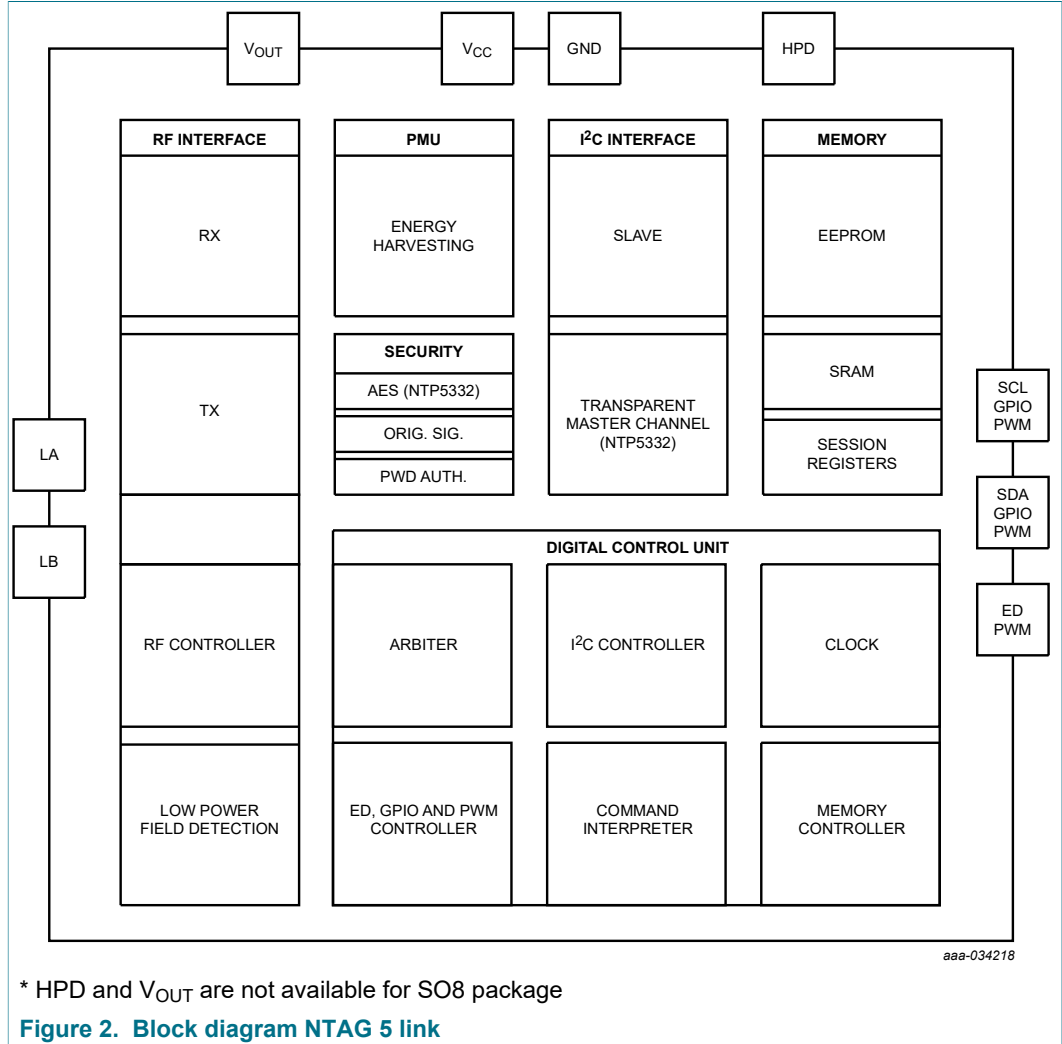 VOUT
VCC
GND
HPD
RF INTERFACE
PMU
I²C INTERFACE
MEMORY
RX
ENERGY
HARVESTING
SLAVE
EEPROM
TX
SECURITY
AES (NTP5332)
ORIG. SIG.
PWD AUTH.
TRANSPARENT
MASTER CHANNEL
(NTP5332)
SRAM
SESSION
REGISTERS
LA
LB
SCL
GPIO
PWM
SDA
GPIO
PWM
ED
PWM
DIGITAL CONTROL UNIT
RF CONTROLLER
ARBITER
I²C CONTROLLER
CLOCK
LOW POWER
FIELD DETECTION
ED, GPIO AND PWM
CONTROLLER
COMMAND
INTERPRETER
MEMORY
CONTROLLER
aaa-034218
* HPD and VOUT are not available for SO8 package
Figure 2. Block diagram NTAG 5 link